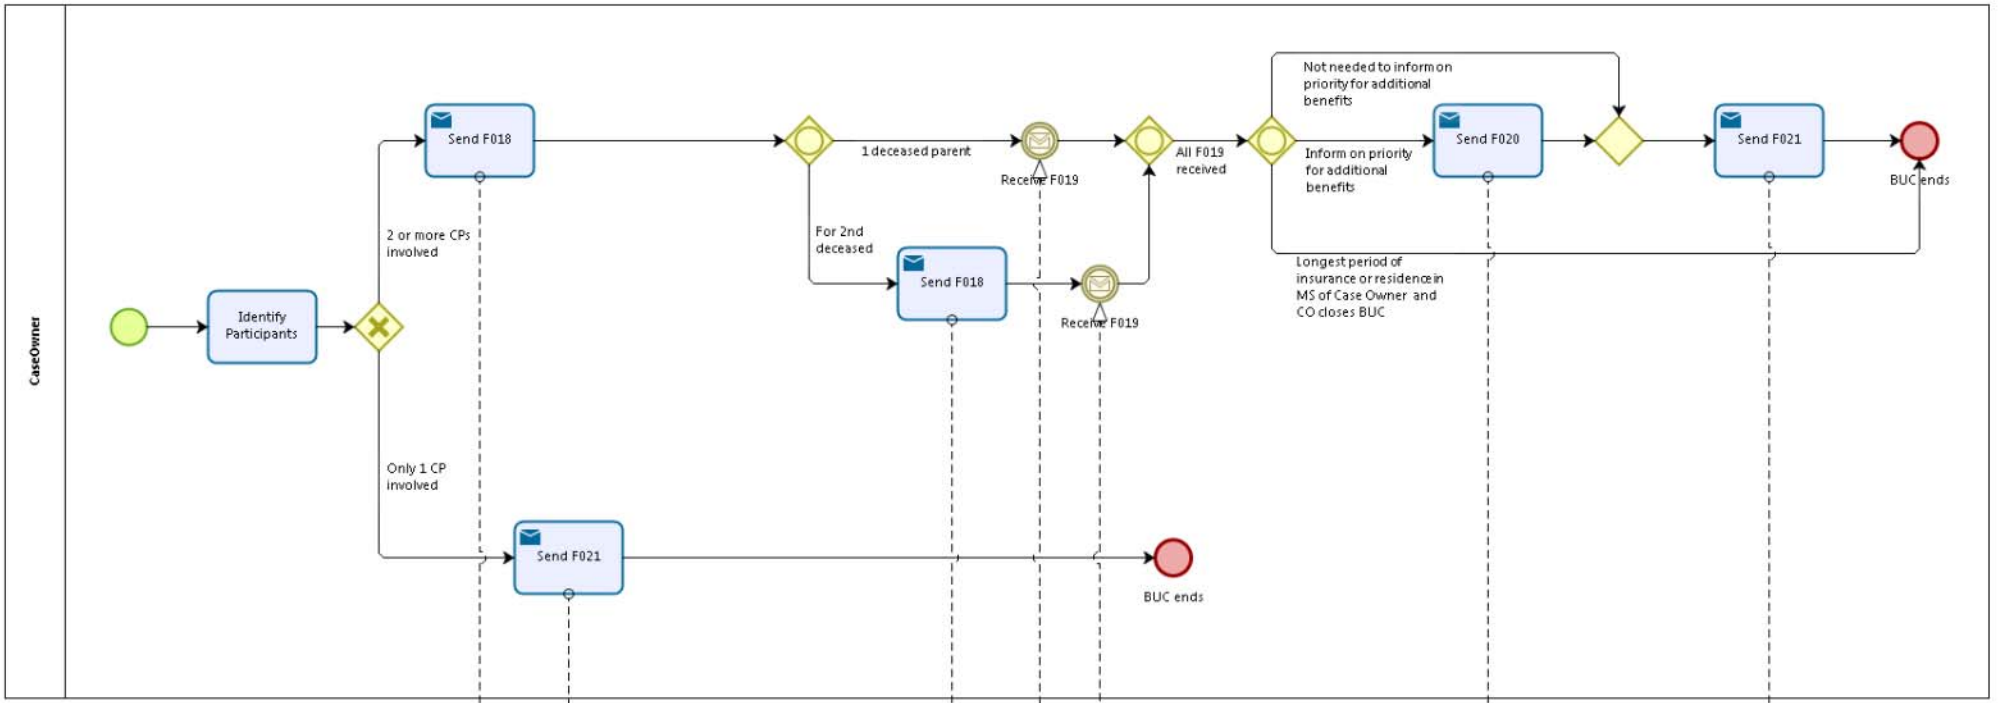 CaseOwner
Identify
Participants
2 or more CPs
involved
Only 1 CP
involved
Send F018
Send F021
BUC ends
1 deceased parent
For 2nd
deceased
Send F018
Receive F019
Receive F019
All F019
received
Not needed to inform on
priority for additional
benefits
Inform on priority
for additional
benefits
Longest period of
insurance or residence in
MS of Case Owner and
CO closes BUC
Send F020
Send F021
BUC ends